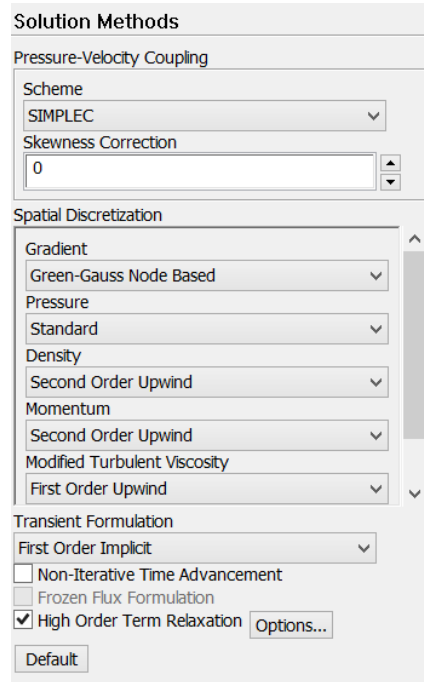 Solution Methods
Pressure-Velocity Coupling
Scheme
SIMPLEC
Skewness Correction
0
Spatial Discretization
Gradient
Green-Gauss Node Based
Pressure
Standard
Density
Second Order Upwind
Momentum
Second Order Upwind
Modified Turbulent Viscosity
First Order Upwind
Transient Formulation
First Order Implicit
Non-Iterative Time Advancement
Frozen Flux Formulation
High Order Term Relaxation Options...
Default